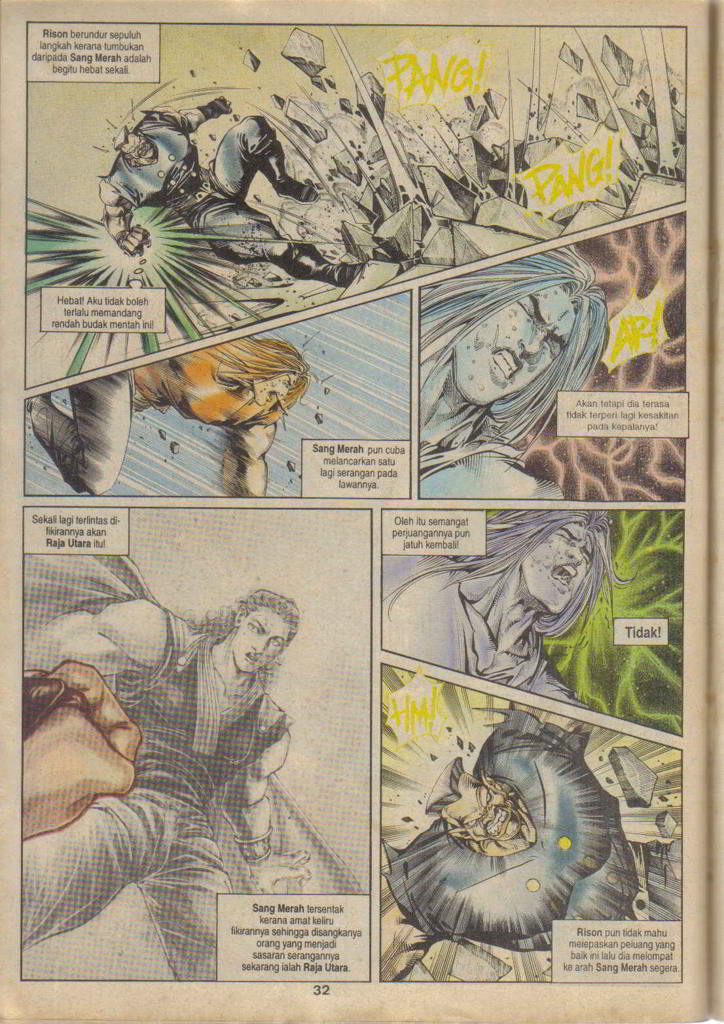 Rison berundur sepuluh
langkah kerana tumbukan
daripada Sang Merah adalah
begitu hebat sekali.
PANG!
PANG!
Hebat! Aku tidak boleh
terlalu memandang
rendah budak mentah ini!
Sang Merah pun cuba
melancarkan satu
lagi serangan pada
lawannya.
AR!
Akan tetapi dia terasa
tidak terperi lagi kesakitan
pada kepalanya!
Sekali lagi terlintas di-
fikirannya akan
Raja Utara itu!
Sang Merah tersentak
kerana amat keliru
fikirannya sehingga disangkanya
orang yang menjadi
sasaran serangannya
sekarang ialah Raja Utara.
Oleh itu semangat
perjuangannya pun
jatuh kembali!
Tidak!
HM!
Rison pun tidak mahu
melepaskan peluang yang
baik ini lalu dia melompat
ke arah Sang Merah segera.
32